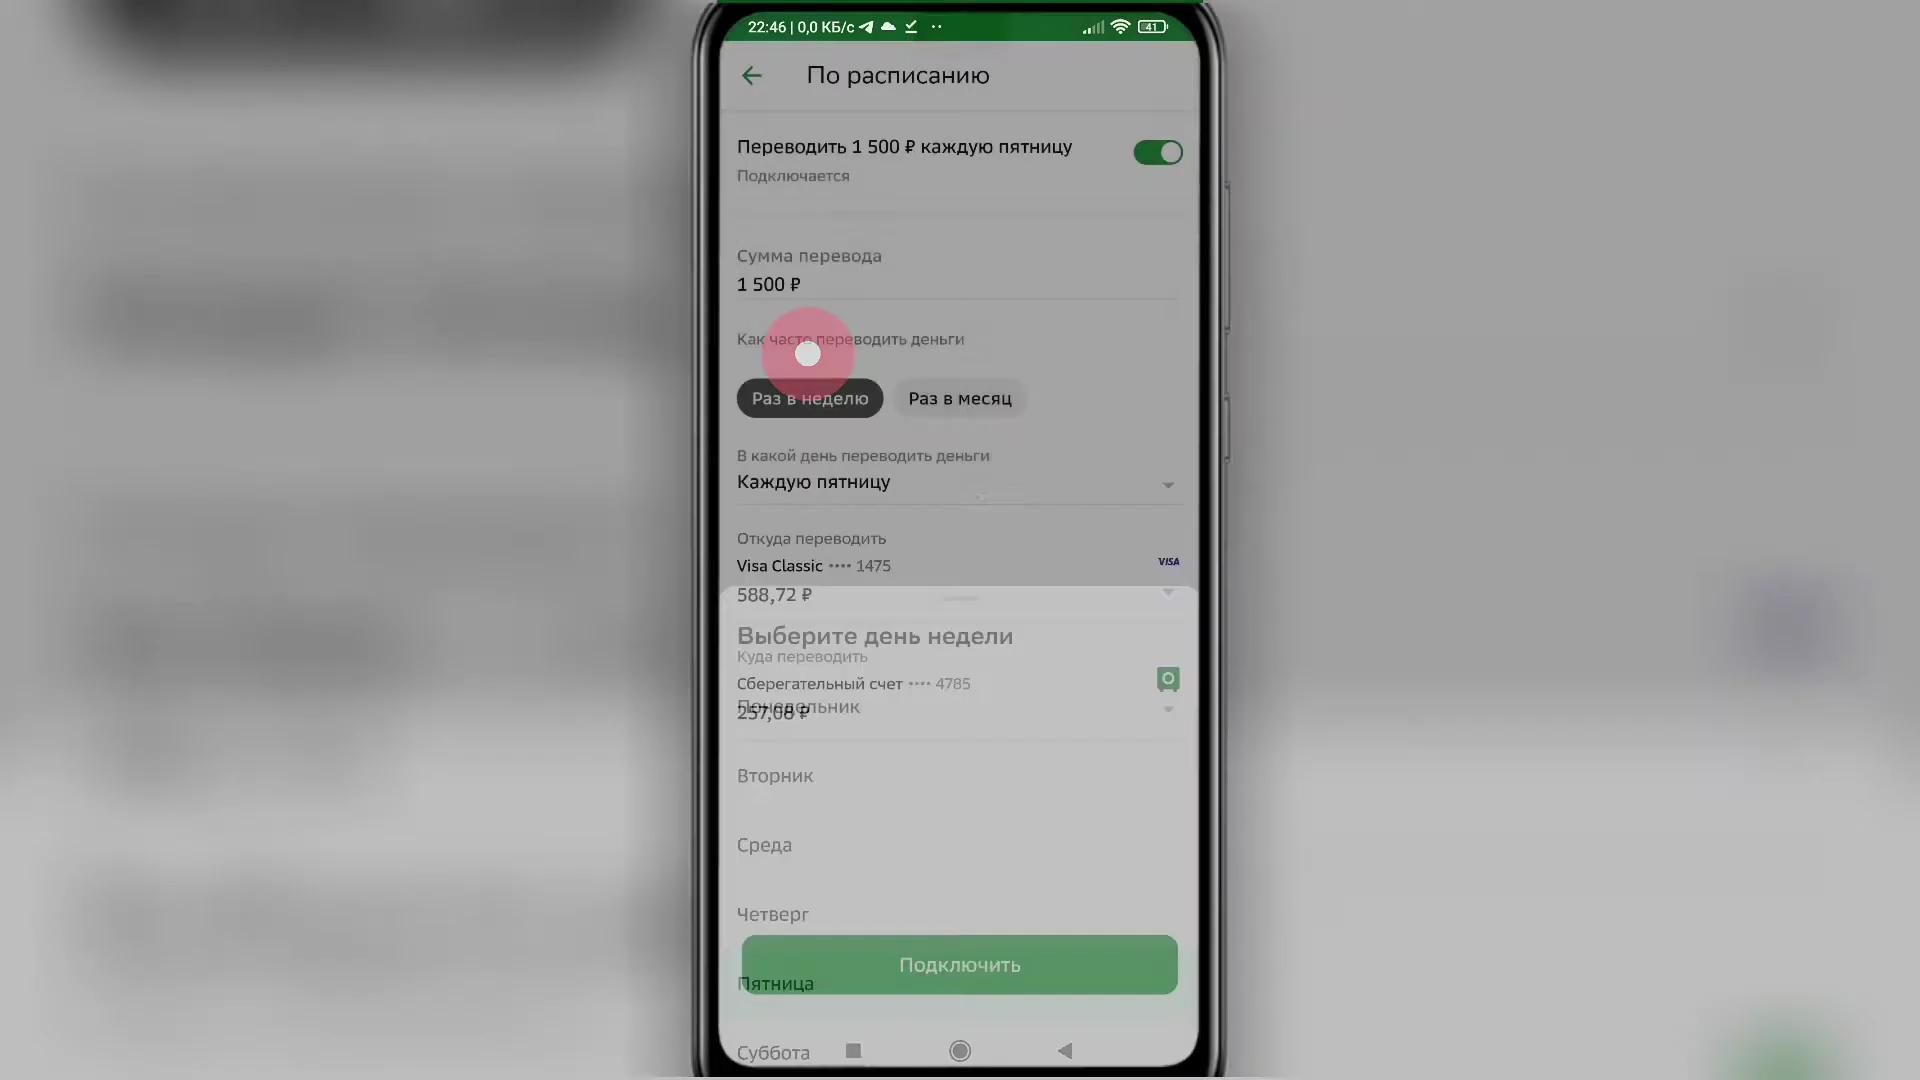 22:46 | 0,0 КБ/с
41
По расписанию
Переводить 1 500 ₽ каждую пятницу
Подключается
Сумма перевода
1 500 ₽
Как часто переводить деньги
Раз в неделю
Раз в месяц
В какой день переводить деньги
Каждую пятницу
Откуда переводить
Visa Classic •••• 1475
VISA
588,72 ₽
Выберите день недели
Куда переводить
Сберегательный счет •••• 4785
Понедельник
257,08 ₽
Вторник
Среда
Четверг
Подключить
Пятница
Суббота